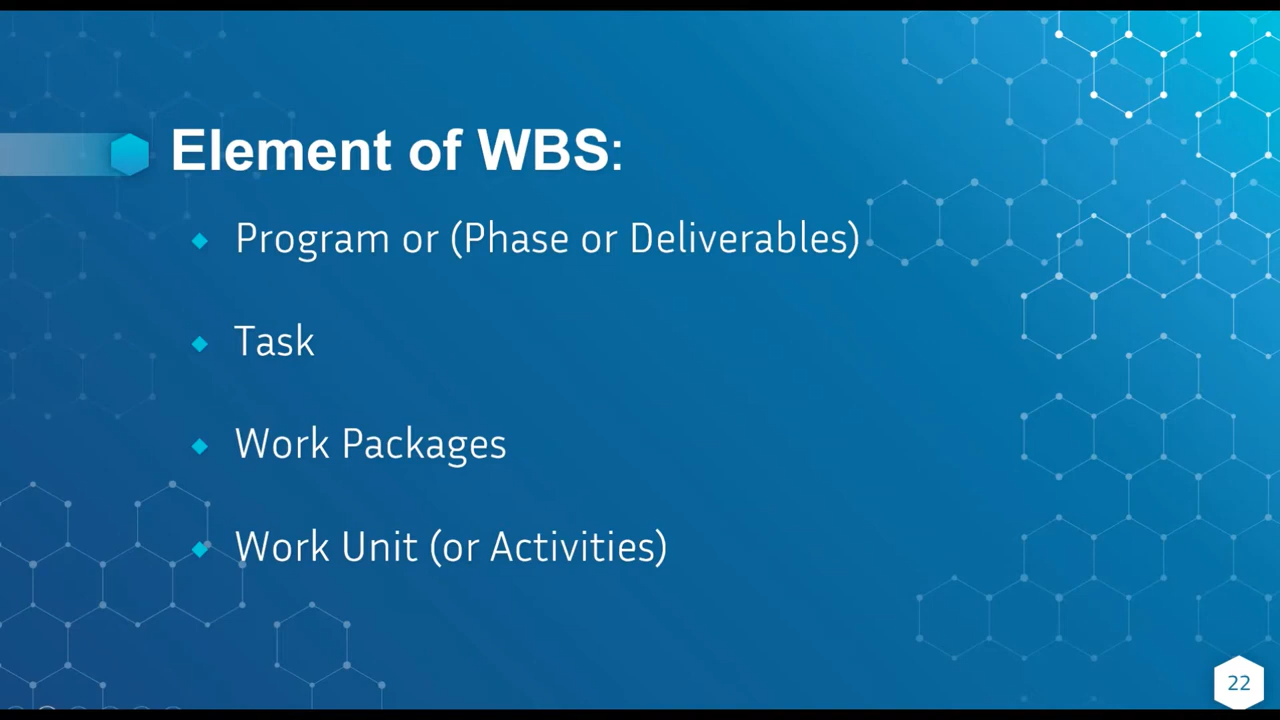 Element of WBS:
Program or (Phase or Deliverables)
Task
Work Packages
Work Unit (or Activities)
22